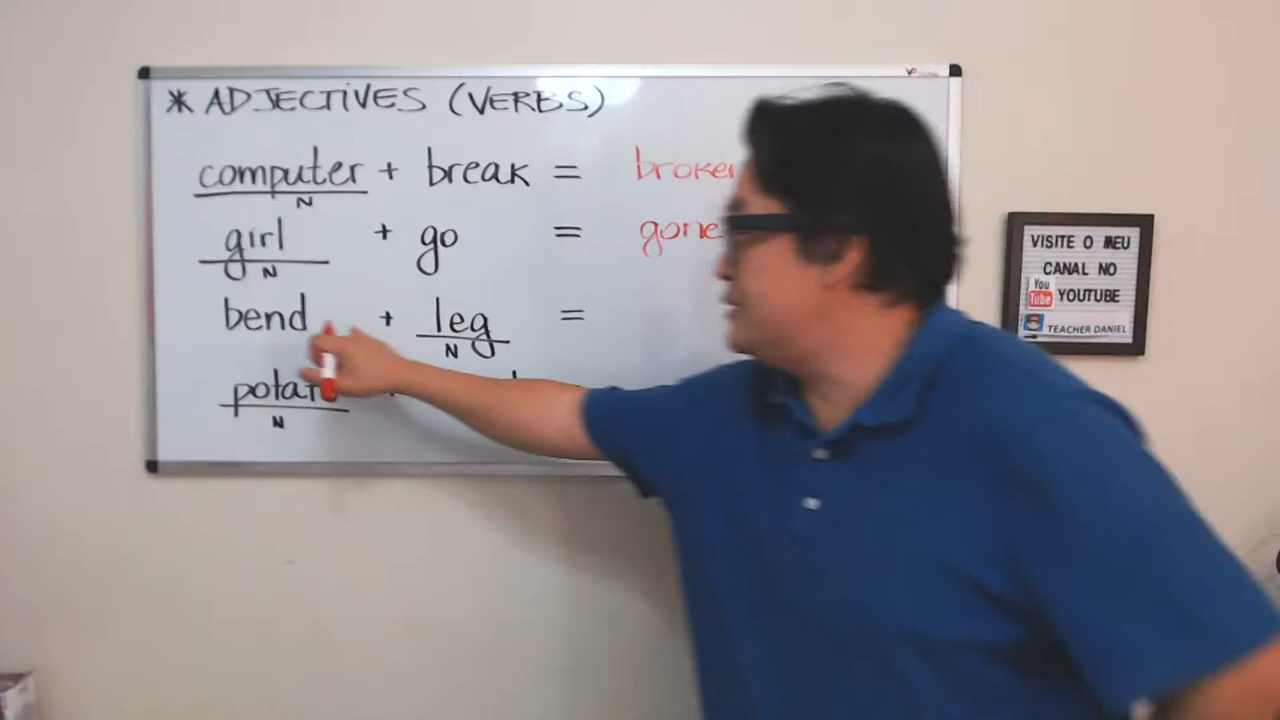 * ADJECTIVES (VERBS)
computer + break = broken
N
girl + go = gone
N
bend + leg =
N
N
VISITE O MEU
CANAL NO
You Tube YOUTUBE
TEACHER DANIEL